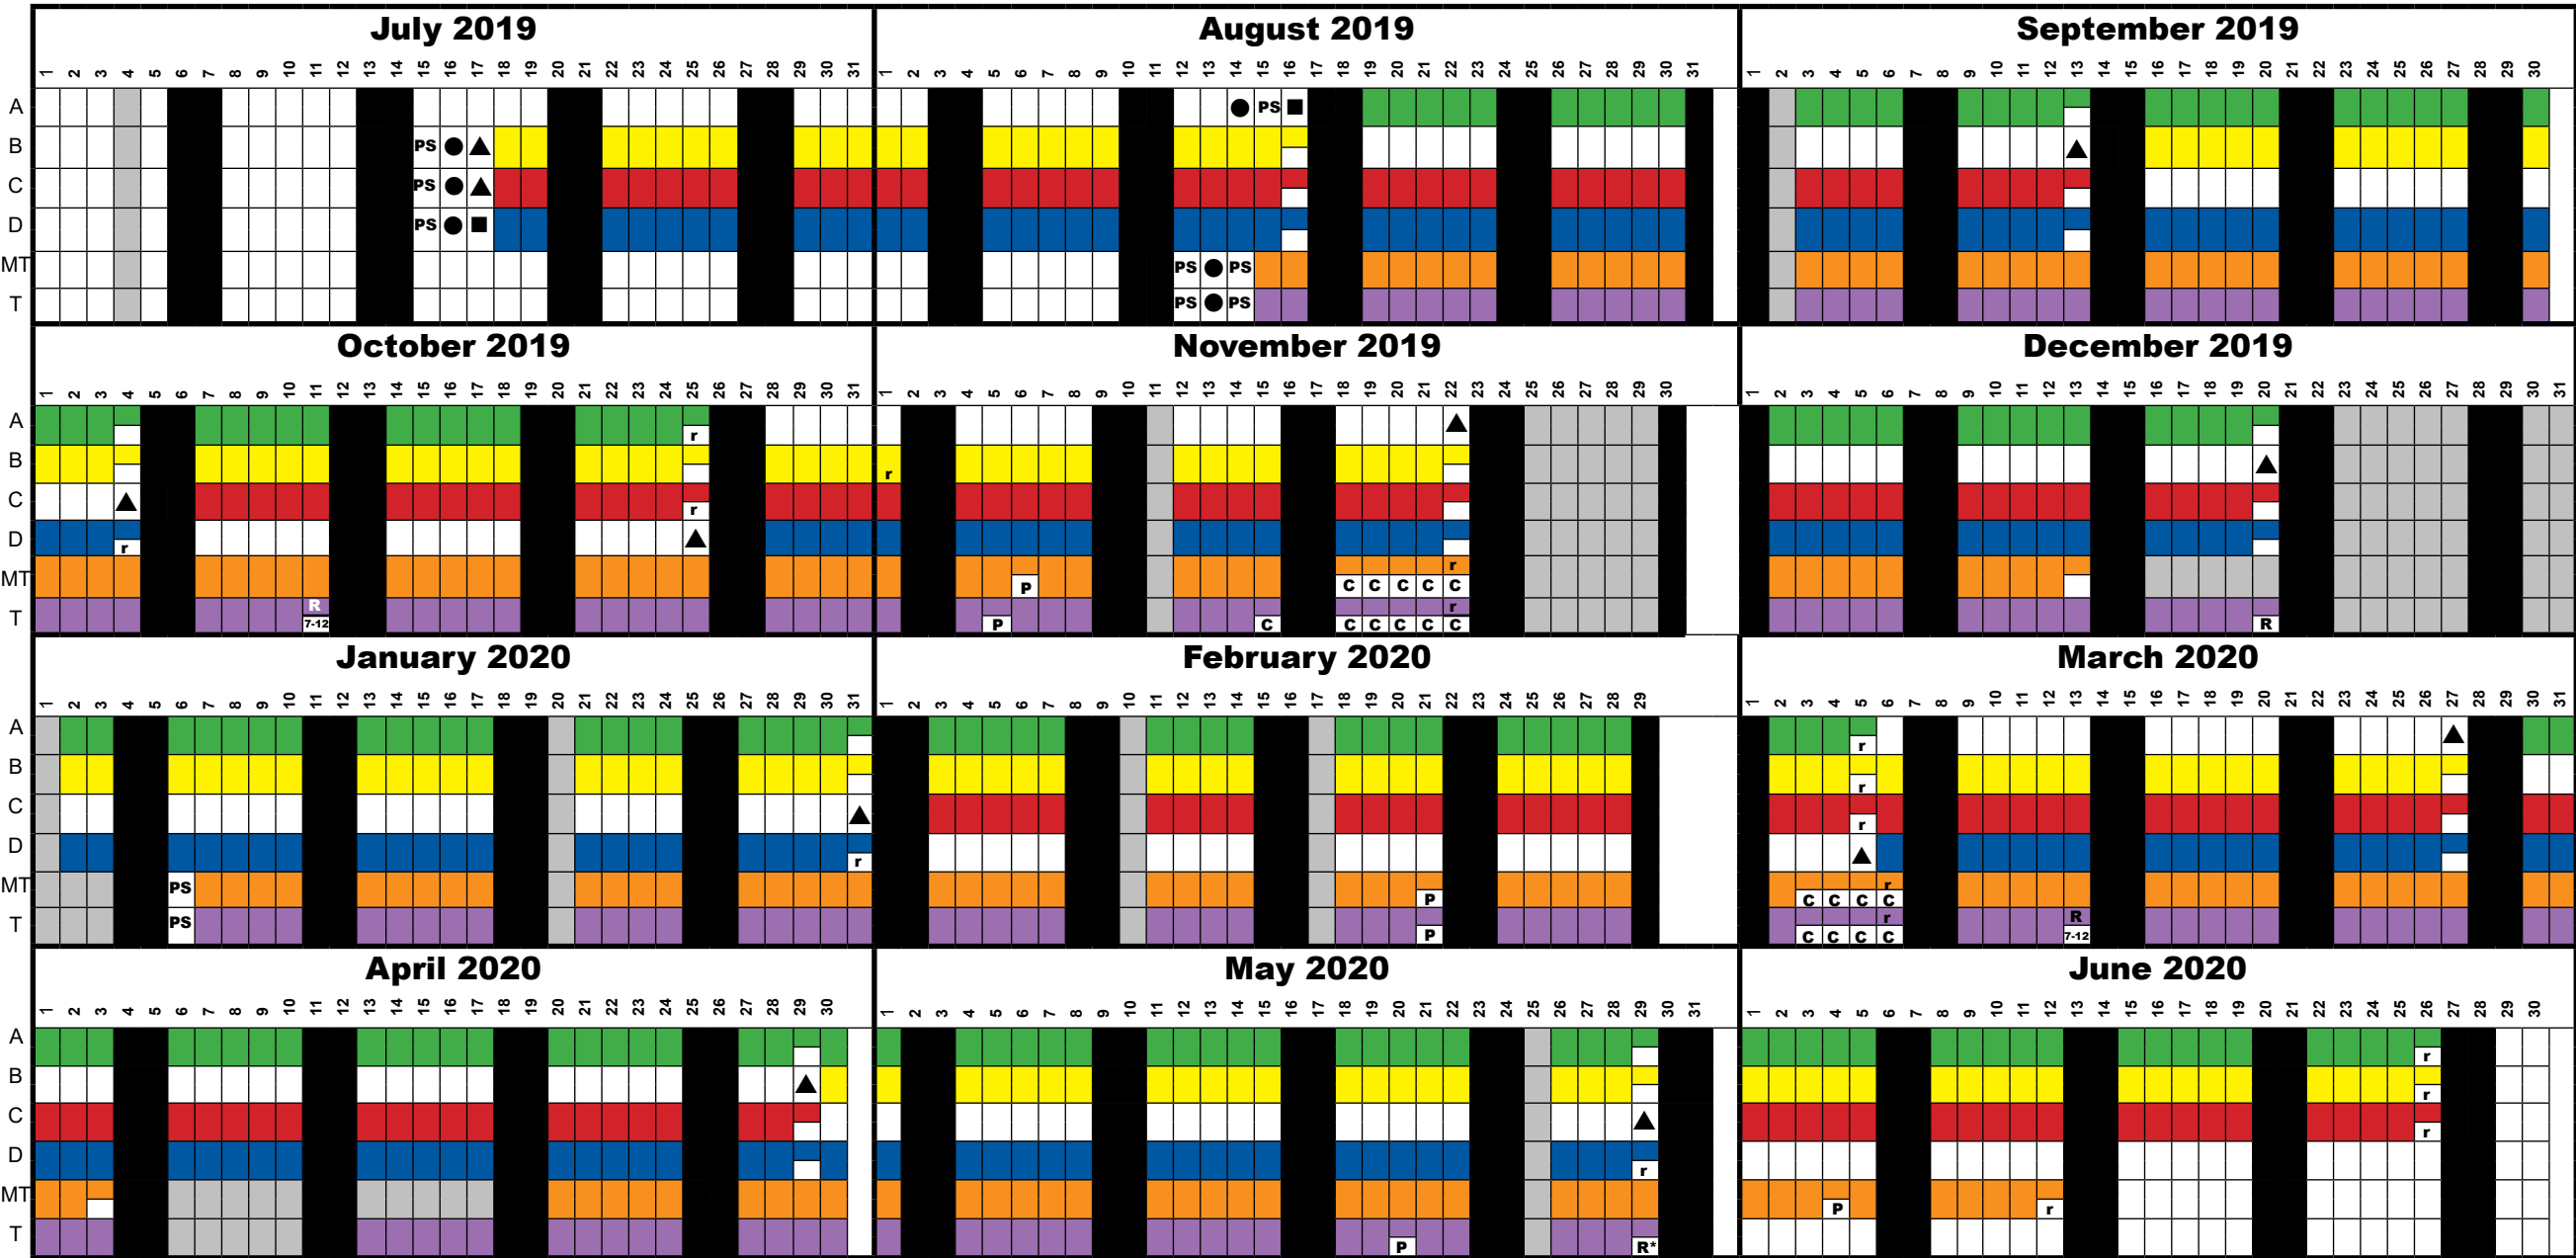 July 2019
August 2019
September 2019
1 2 3 4 5 6 7 8 9 10 11 12 13 14 15 16 17 18 19 20 21 22 23 24 25 26 27 28 29 30 31
1 2 3 4 5 6 7 8 9 10 11 12 13 14 15 16 17 18 19 20 21 22 23 24 25 26 27 28 29 30 31
1 2 3 4 5 6 7 8 9 10 11 12 13 14 15 16 17 18 19 20 21 22 23 24 25 26 27 28 29 30
A PS
B PS
C PS
D PS
MT PS PS
T PS PS
October 2019
November 2019
December 2019
1 2 3 4 5 6 7 8 9 10 11 12 13 14 15 16 17 18 19 20 21 22 23 24 25 26 27 28 29 30 31
1 2 3 4 5 6 7 8 9 10 11 12 13 14 15 16 17 18 19 20 21 22 23 24 25 26 27 28 29 30
1 2 3 4 5 6 7 8 9 10 11 12 13 14 15 16 17 18 19 20 21 22 23 24 25 26 27 28 29 30 31
A r
B r
C r
D r
MT r
P C C C C C
T R r
7-12 P C C C C C C R
January 2020
February 2020
March 2020
1 2 3 4 5 6 7 8 9 10 11 12 13 14 15 16 17 18 19 20 21 22 23 24 25 26 27 28 29 30 31
1 2 3 4 5 6 7 8 9 10 11 12 13 14 15 16 17 18 19 20 21 22 23 24 25 26 27 28 29
1 2 3 4 5 6 7 8 9 10 11 12 13 14 15 16 17 18 19 20 21 22 23 24 25 26 27 28 29 30 31
A r
B r
C r
D r
MT PS r
P C C C C
T PS r R
P C C C C 7-12
April 2020
May 2020
June 2020
1 2 3 4 5 6 7 8 9 10 11 12 13 14 15 16 17 18 19 20 21 22 23 24 25 26 27 28 29 30
1 2 3 4 5 6 7 8 9 10 11 12 13 14 15 16 17 18 19 20 21 22 23 24 25 26 27 28 29 30 31
1 2 3 4 5 6 7 8 9 10 11 12 13 14 15 16 17 18 19 20 21 22 23 24 25 26 27 28 29 30
A r
B r
C r
D r
MT P r
T P R*